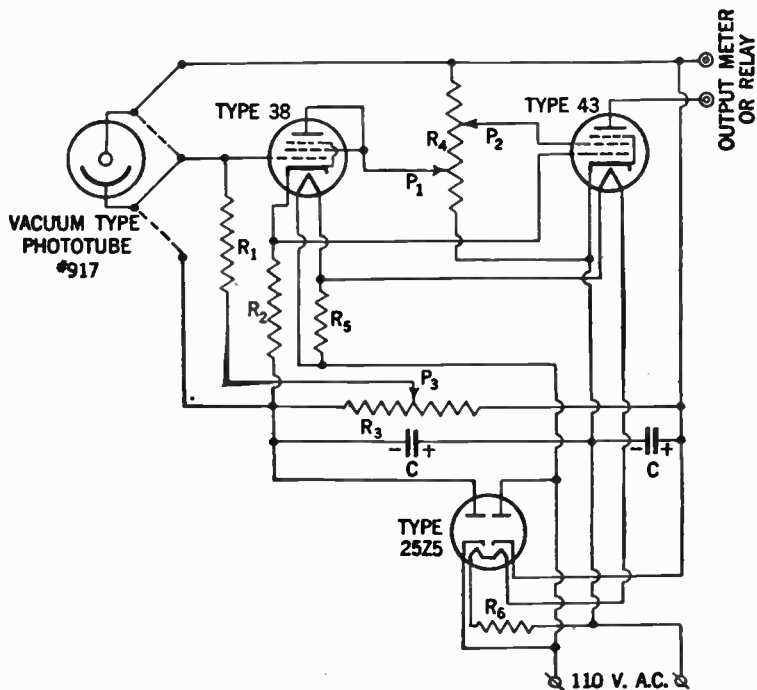 OUTPUT METER
OR RELAY
TYPE 38
TYPE 43
R4
P2
P1
VACUUM TYPE
PHOTOTUBE
#917
R1
R2
R5
P3
R3
- +
C
- +
C
TYPE
25Z5
R6
110 V. A.C.